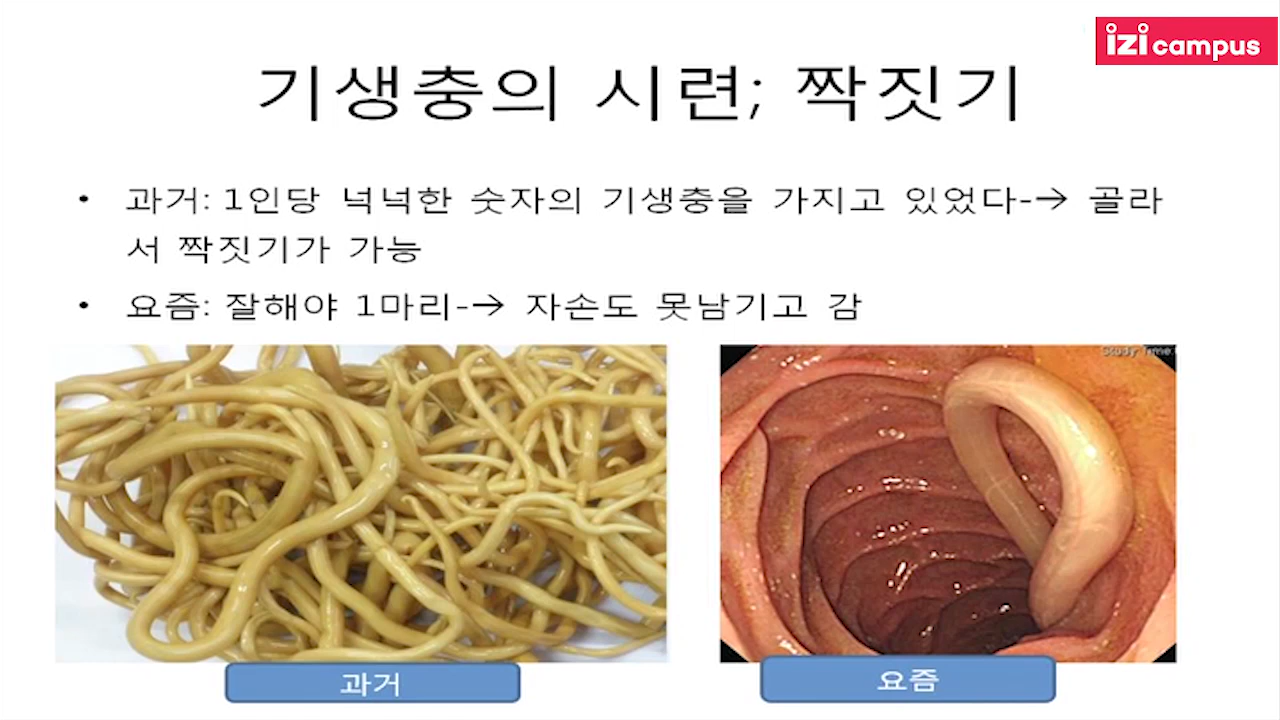 izi campus
기생충의 시련; 짝짓기
• 과거: 1인당 넉넉한 숫자의 기생충을 가지고 있었다-→ 골라
서 짝짓기가 가능
• 요즘: 잘해야 1마리-→ 자손도 못남기고 감
Study Time
과거
요즘